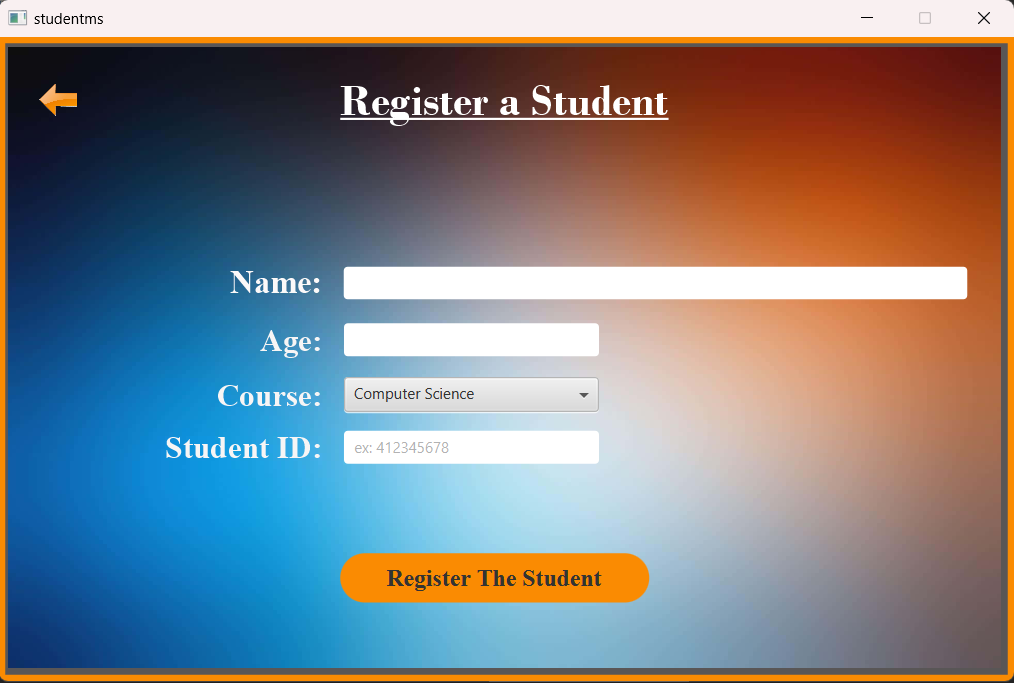 studentms
Register a Student
Name:
Age:
Course: Computer Science
Student ID: ex: 412345678
Register The Student